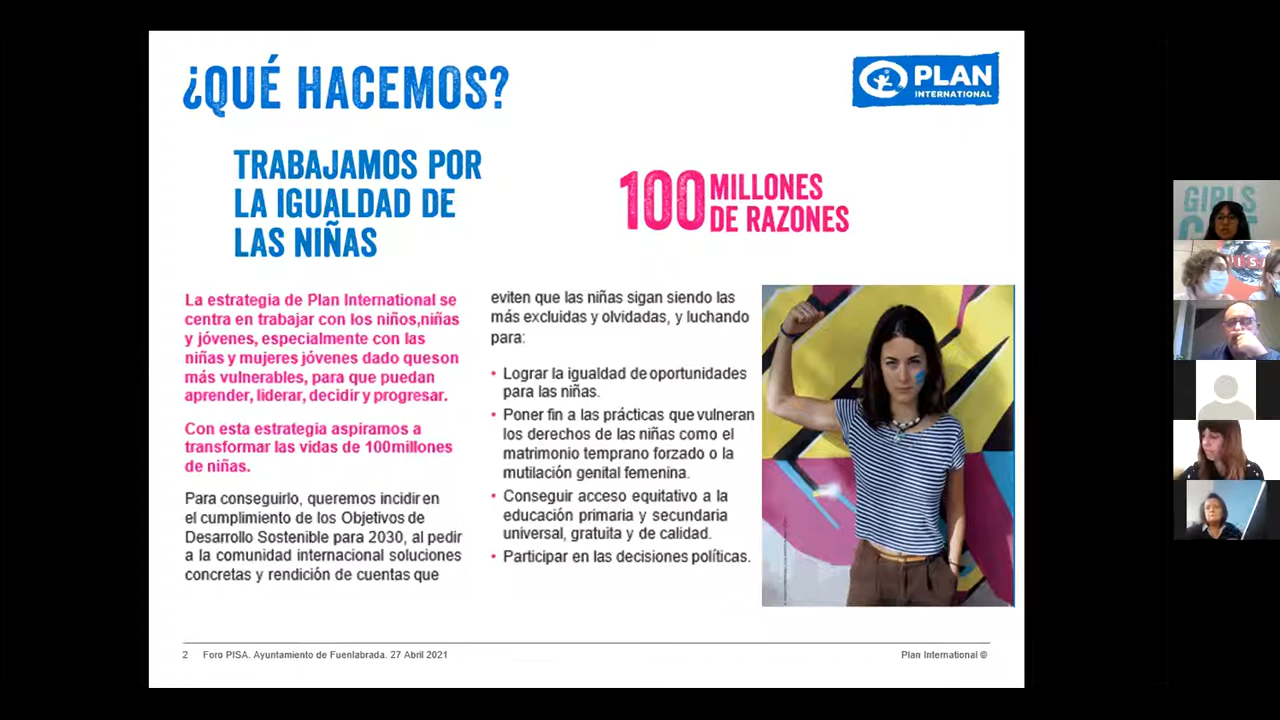 ¿QUÉ HACEMOS?
PLAN
INTERNATIONAL
TRABAJAMOS POR
LA IGUALDAD DE
LAS NIÑAS
100 MILLONES
DE RAZONES
La estrategia de Plan International se
centra en trabajar con los niños,niñas
y jóvenes, especialmente con las
niñas y mujeres jóvenes dado queson
más vulnerables, para que puedan
aprender, liderar, decidir y progresar.
Con esta estrategia aspiramos a
transformar las vidas de 100millones
de niñas.
Para conseguirlo, queremos incidir en
el cumplimiento de los Objetivos de
Desarrollo Sostenible para 2030, al pedir
a la comunidad internacional soluciones
concretas y rendición de cuentas que
eviten que las niñas sigan siendo las
más excluidas y olvidadas, y luchando
para:
• Lograr la igualdad de oportunidades
para las niñas.
• Poner fin a las prácticas que vulneran
los derechos de las niñas como el
matrimonio temprano forzado o la
mutilación genital femenina.
• Conseguir acceso equitativo a la
educación primaria y secundaria
universal, gratuita y de calidad.
• Participar en las decisiones políticas.
2 Foro PISA. Ayuntamiento de Fuenlabrada. 27 Abril 2021
Plan International ©
GIRLS